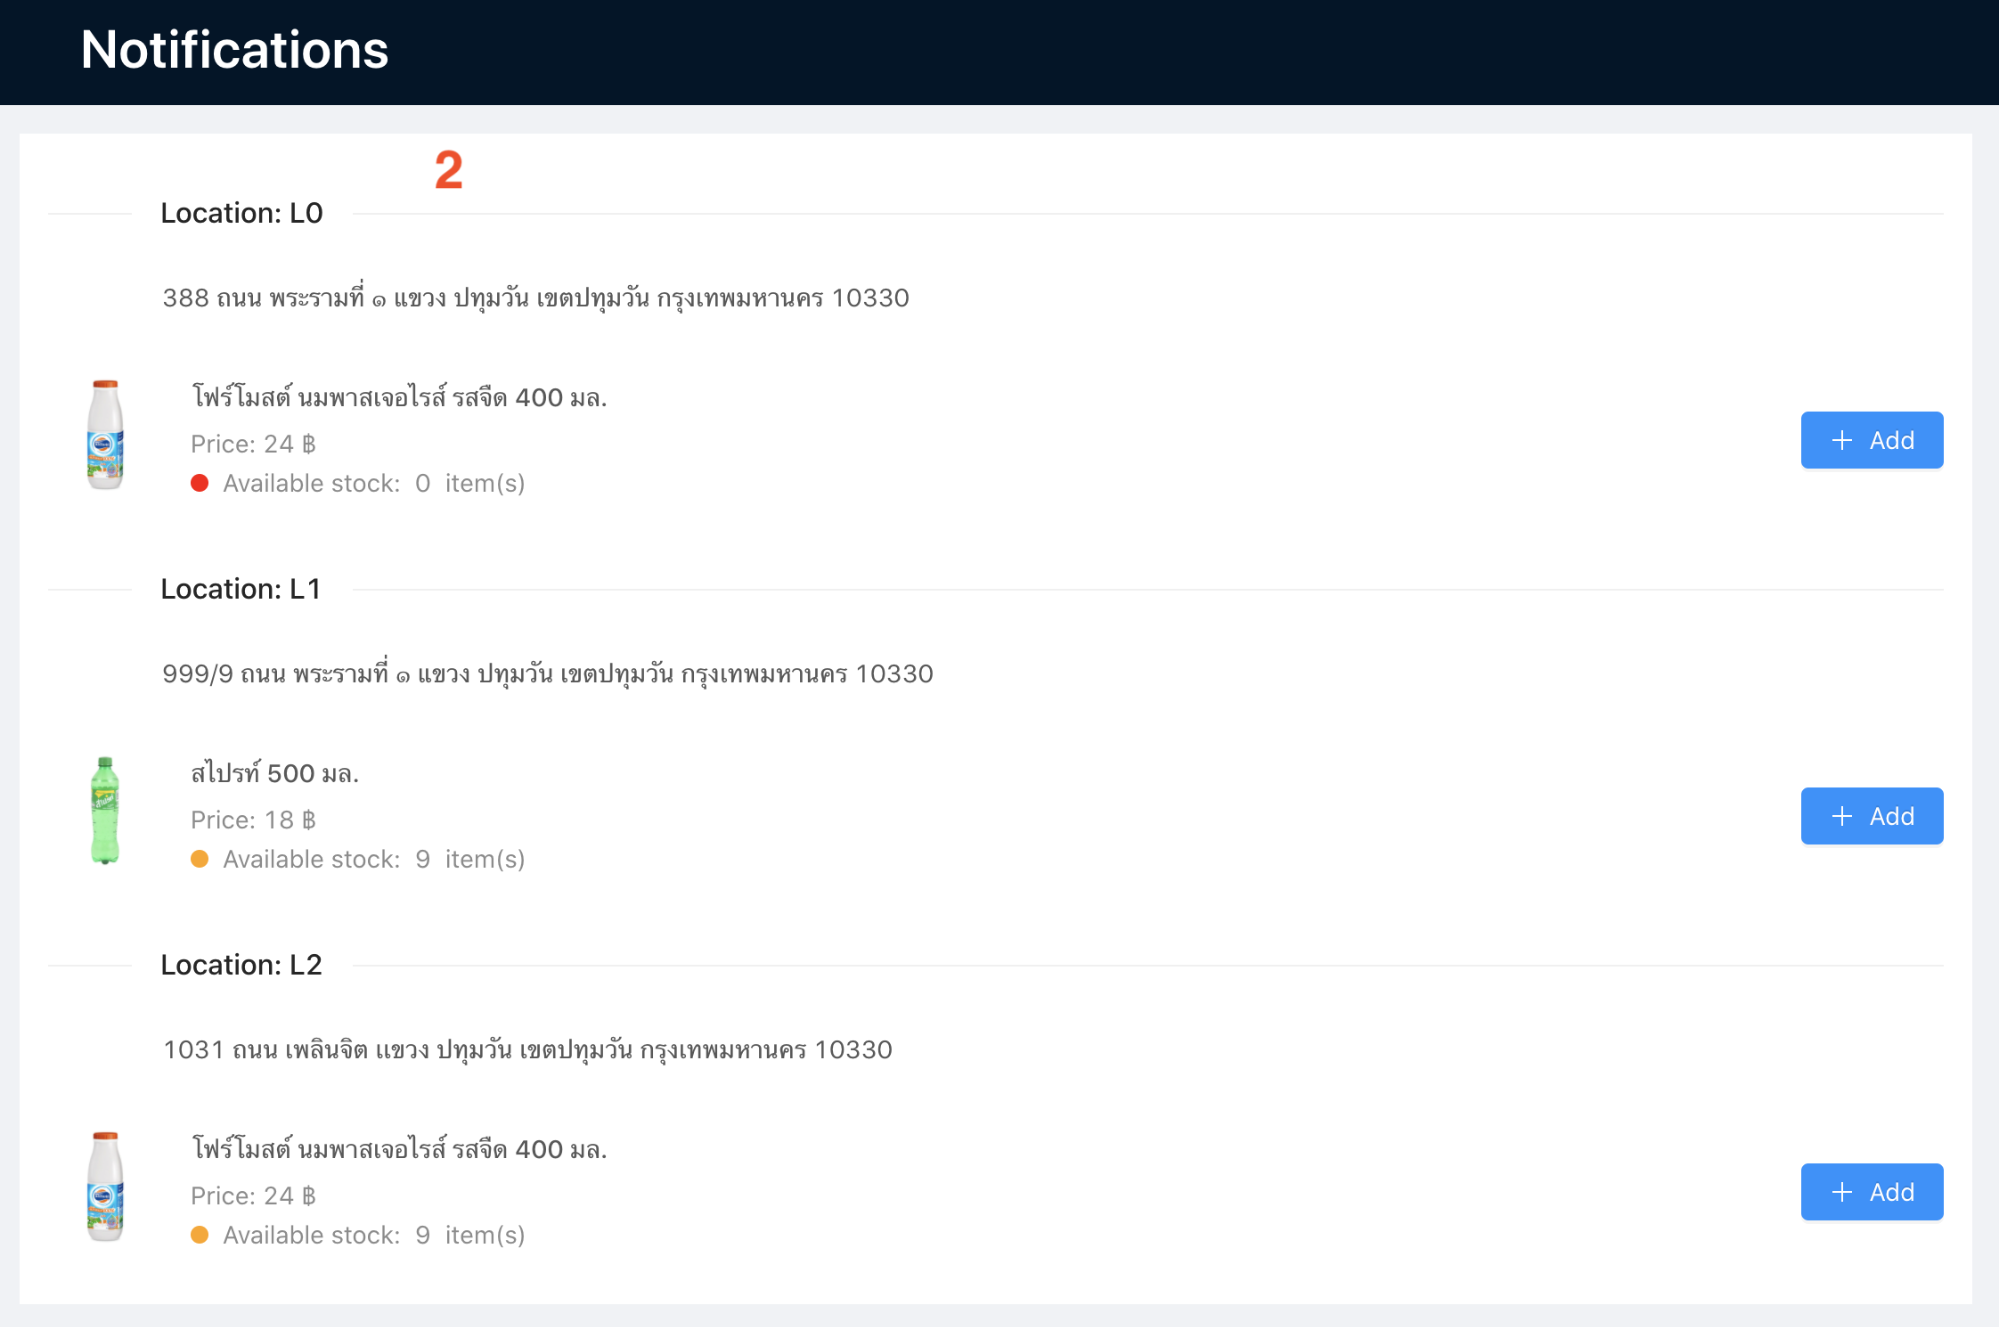 Notifications
2
Location: L0
388 ถนน พระรามที่ ๑ แขวง ปทุมวัน เขตปทุมวัน กรุงเทพมหานคร 10330
โฟร์โมสต์ นมพาสเจอไรส์ รสจืด 400 มล.
Price: 24 ฿
+ Add
Available stock: 0 item(s)
Location: L1
999/9 ถนน พระรามที่ ๑ แขวง ปทุมวัน เขตปทุมวัน กรุงเทพมหานคร 10330
สไปรท์ 500 มล.
Price: 18 ฿
+ Add
Available stock: 9 item(s)
Location: L2
1031 ถนน เพลินจิต แขวง ปทุมวัน เขตปทุมวัน กรุงเทพมหานคร 10330
โฟร์โมสต์ นมพาสเจอไรส์ รสจืด 400 มล.
Price: 24 ฿
+ Add
Available stock: 9 item(s)